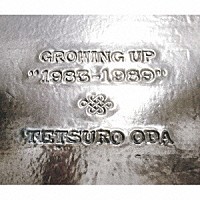 GROWING UP
"1983-1989"
TETSURO ODA